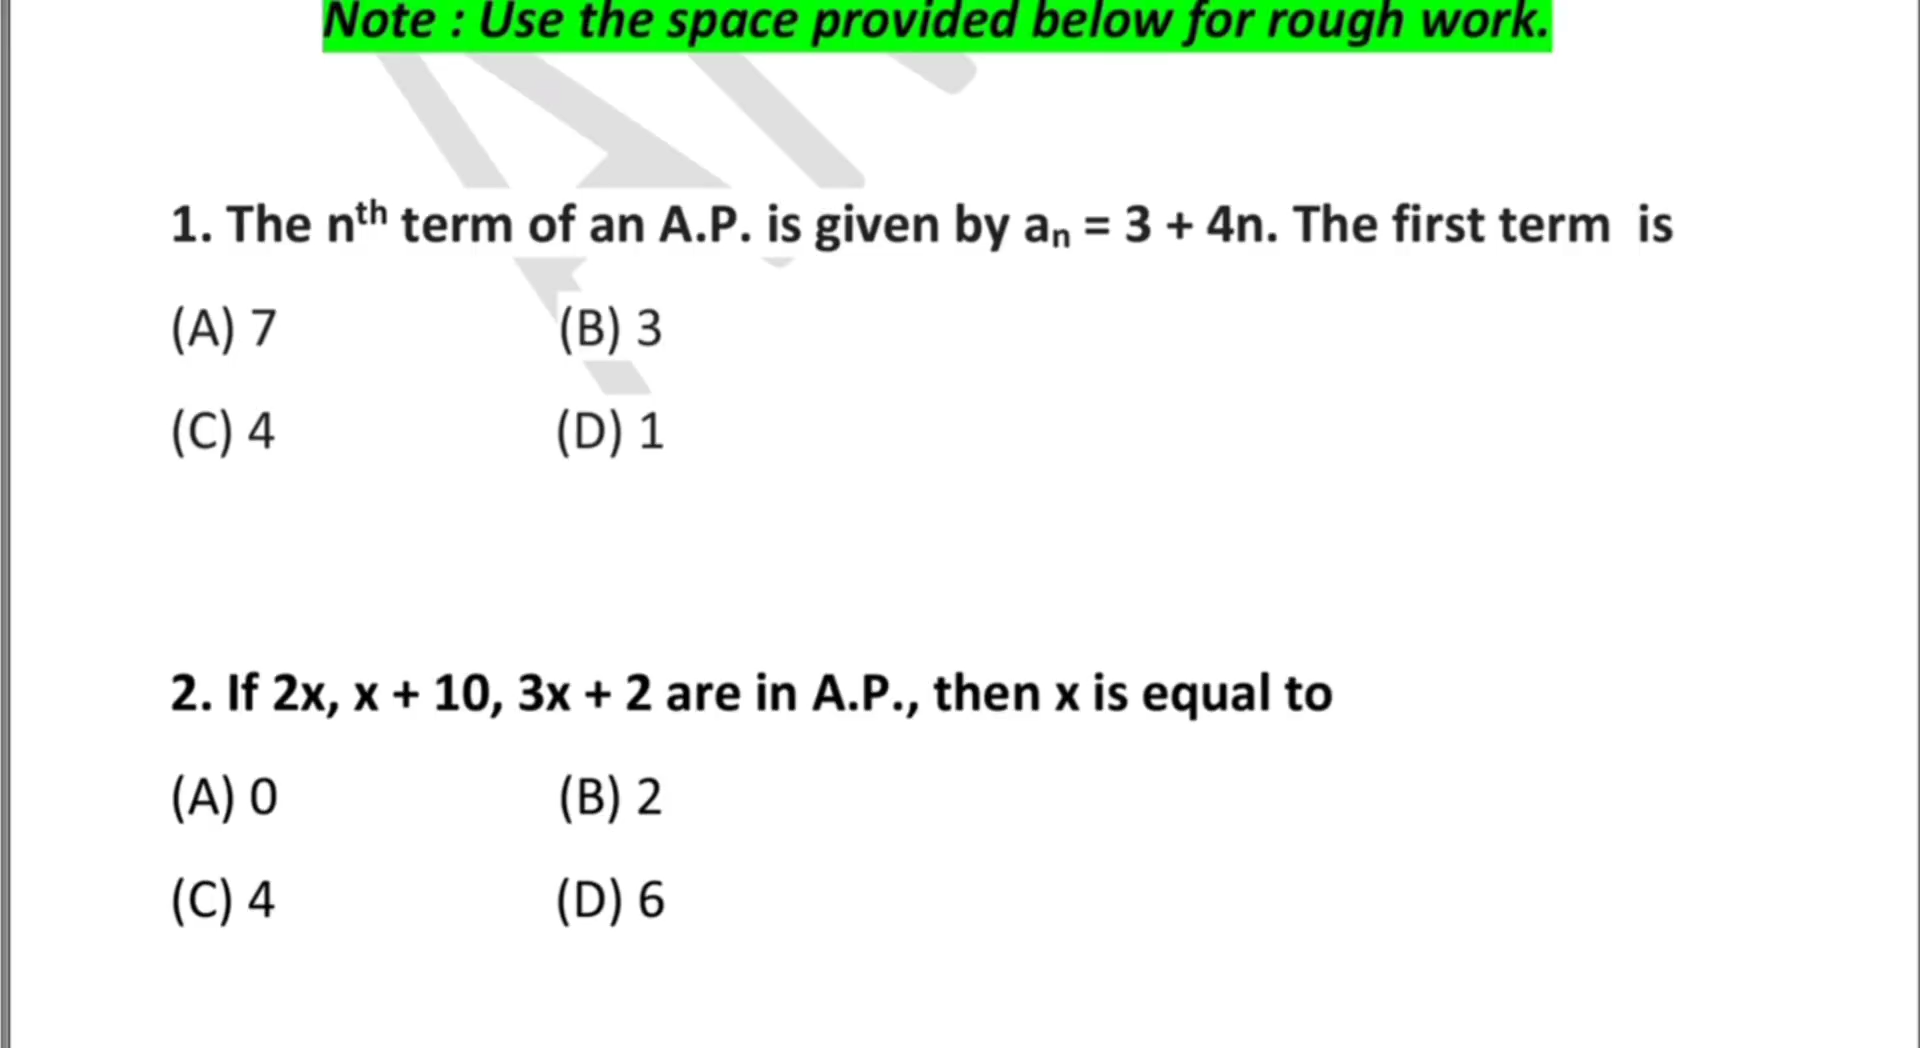 Note : Use the space provided below for rough work.
1. The nᵗʰ term of an A.P. is given by aₙ = 3 + 4n. The first term is
(A) 7 (B) 3
(C) 4 (D) 1
2. If 2x, x + 10, 3x + 2 are in A.P., then x is equal to
(A) 0 (B) 2
(C) 4 (D) 6